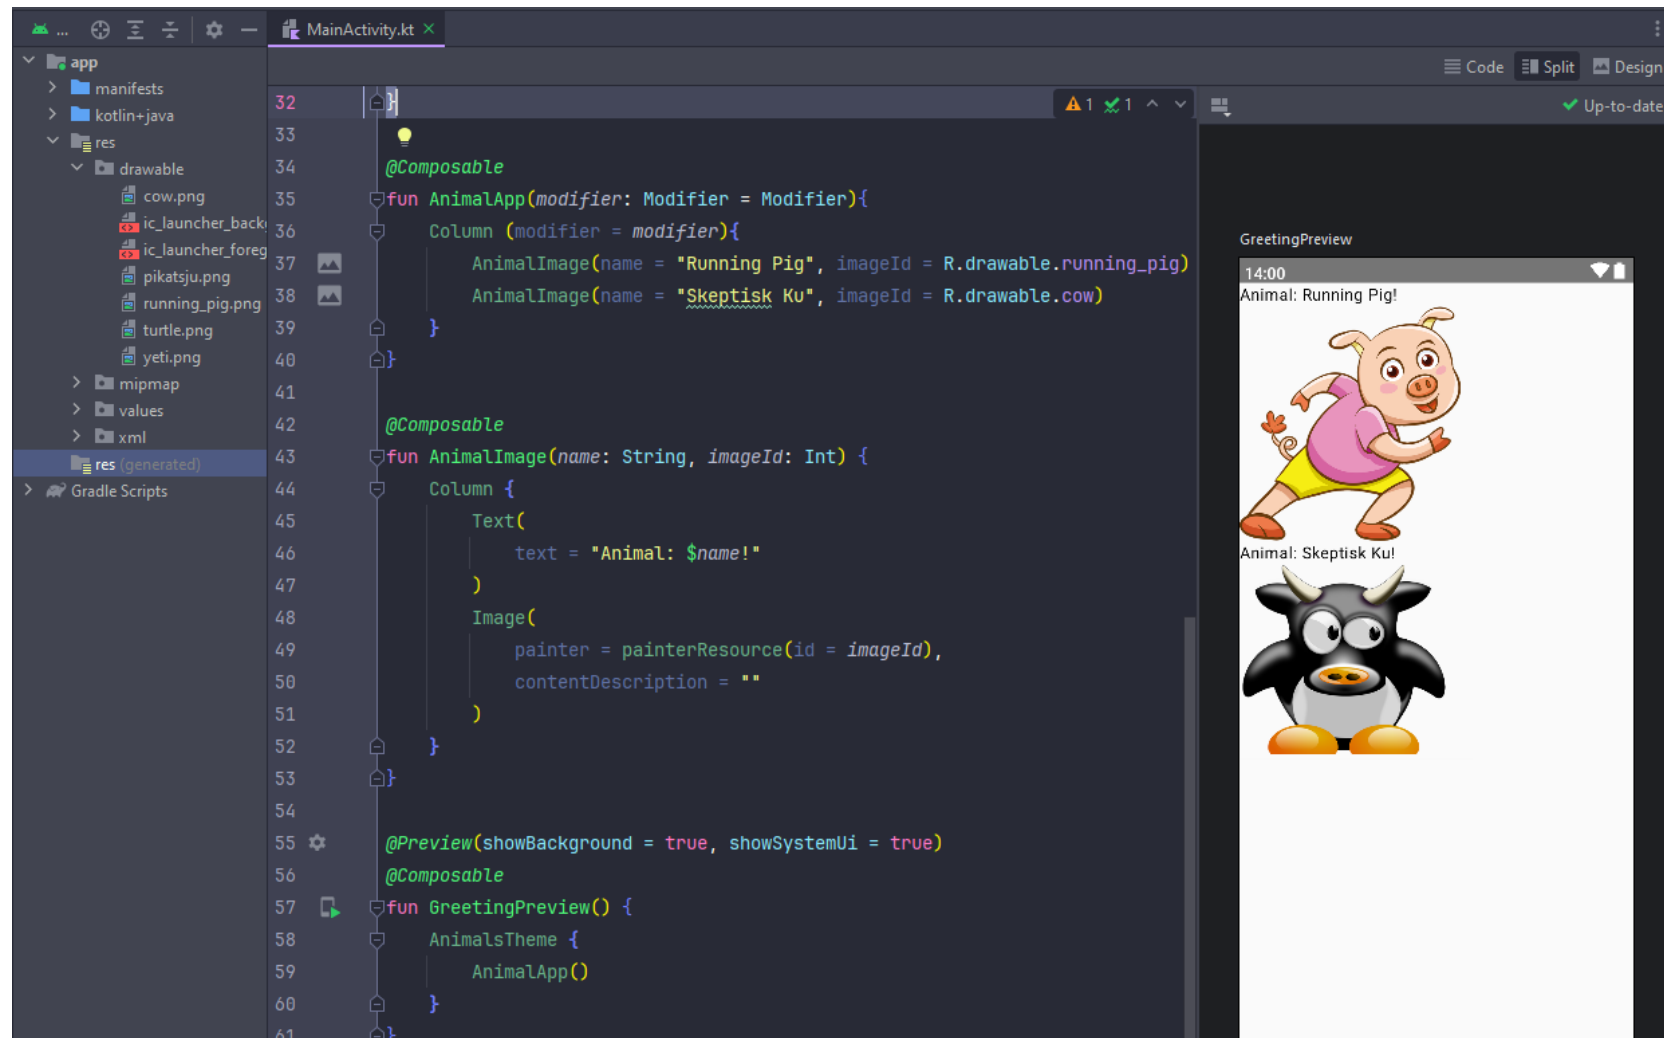 ...
MainActivity.kt
app
manifests
kotlin+java
res
drawable
cow.png
ic_launcher_back
ic_launcher_foreg
pikatsju.png
running_pig.png
turtle.png
yeti.png
mipmap
values
xml
res (generated)
Gradle Scripts
Code Split Design
1 1
Up-to-date
32 }
33
34 @Composable
35 fun AnimalApp(modifier: Modifier = Modifier){
36 Column (modifier = modifier){
37 AnimalImage(name = "Running Pig", imageId = R.drawable.running_pig)
38 AnimalImage(name = "Skeptisk Ku", imageId = R.drawable.cow)
39 }
40 }
41
42 @Composable
43 fun AnimalImage(name: String, imageId: Int) {
44 Column {
45 Text(
46 text = "Animal: $name!"
47 )
48 Image(
49 painter = painterResource(id = imageId),
50 contentDescription = ""
51 )
52 }
53 }
54
55 @Preview(showBackground = true, showSystemUi = true)
56 @Composable
57 fun GreetingPreview() {
58 AnimalsTheme {
59 AnimalApp()
60 }
61 }
GreetingPreview
14:00
Animal: Running Pig!
Animal: Skeptisk Ku!